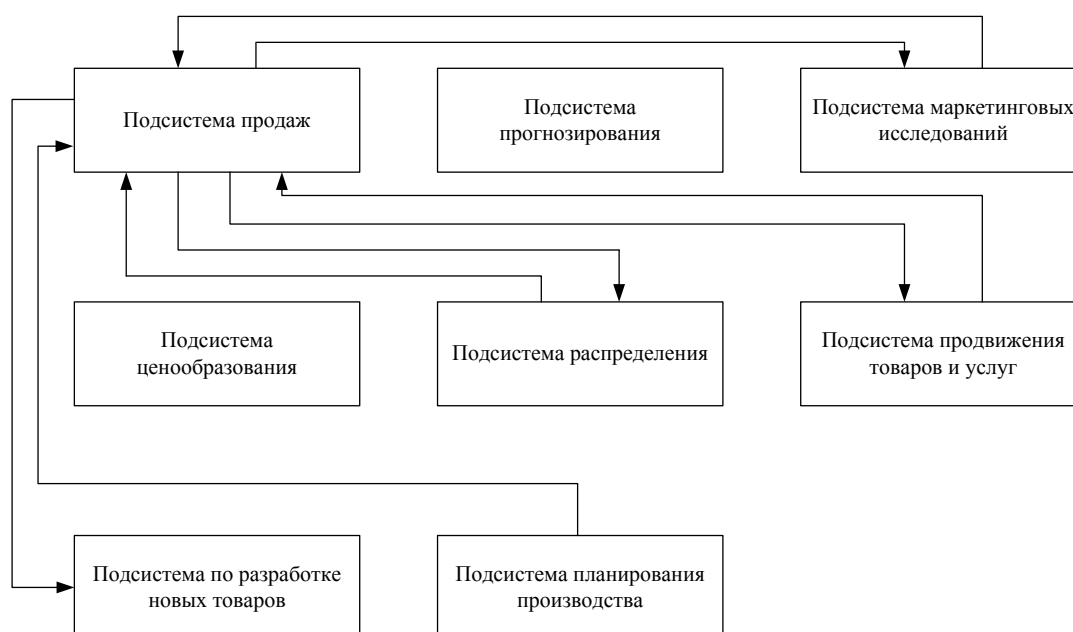 Подсистема продаж
Подсистема
прогнозирования
Подсистема маркетинговых
исследований
Подсистема
ценообразования
Подсистема распределения
Подсистема продвижения
товаров и услуг
Подсистема по разработке
новых товаров
Подсистема планирования
производства